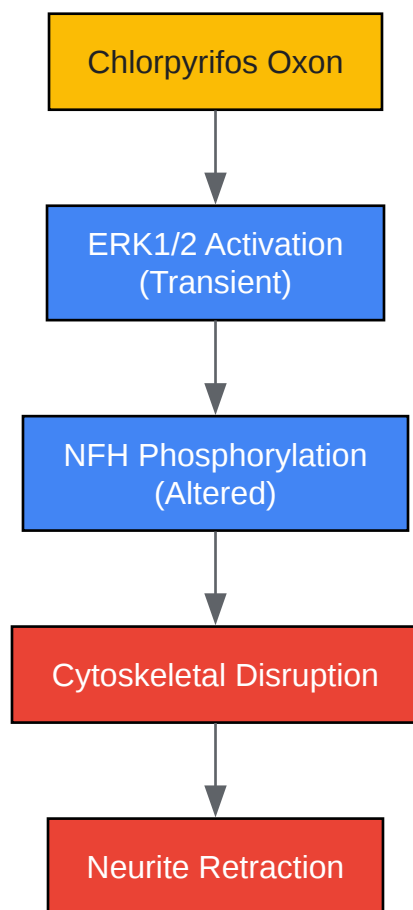 Chlorpyrifos Oxon
ERK1/2 Activation
(Transient)
NFH Phosphorylation
(Altered)
Cytoskeletal Disruption
Neurite Retraction